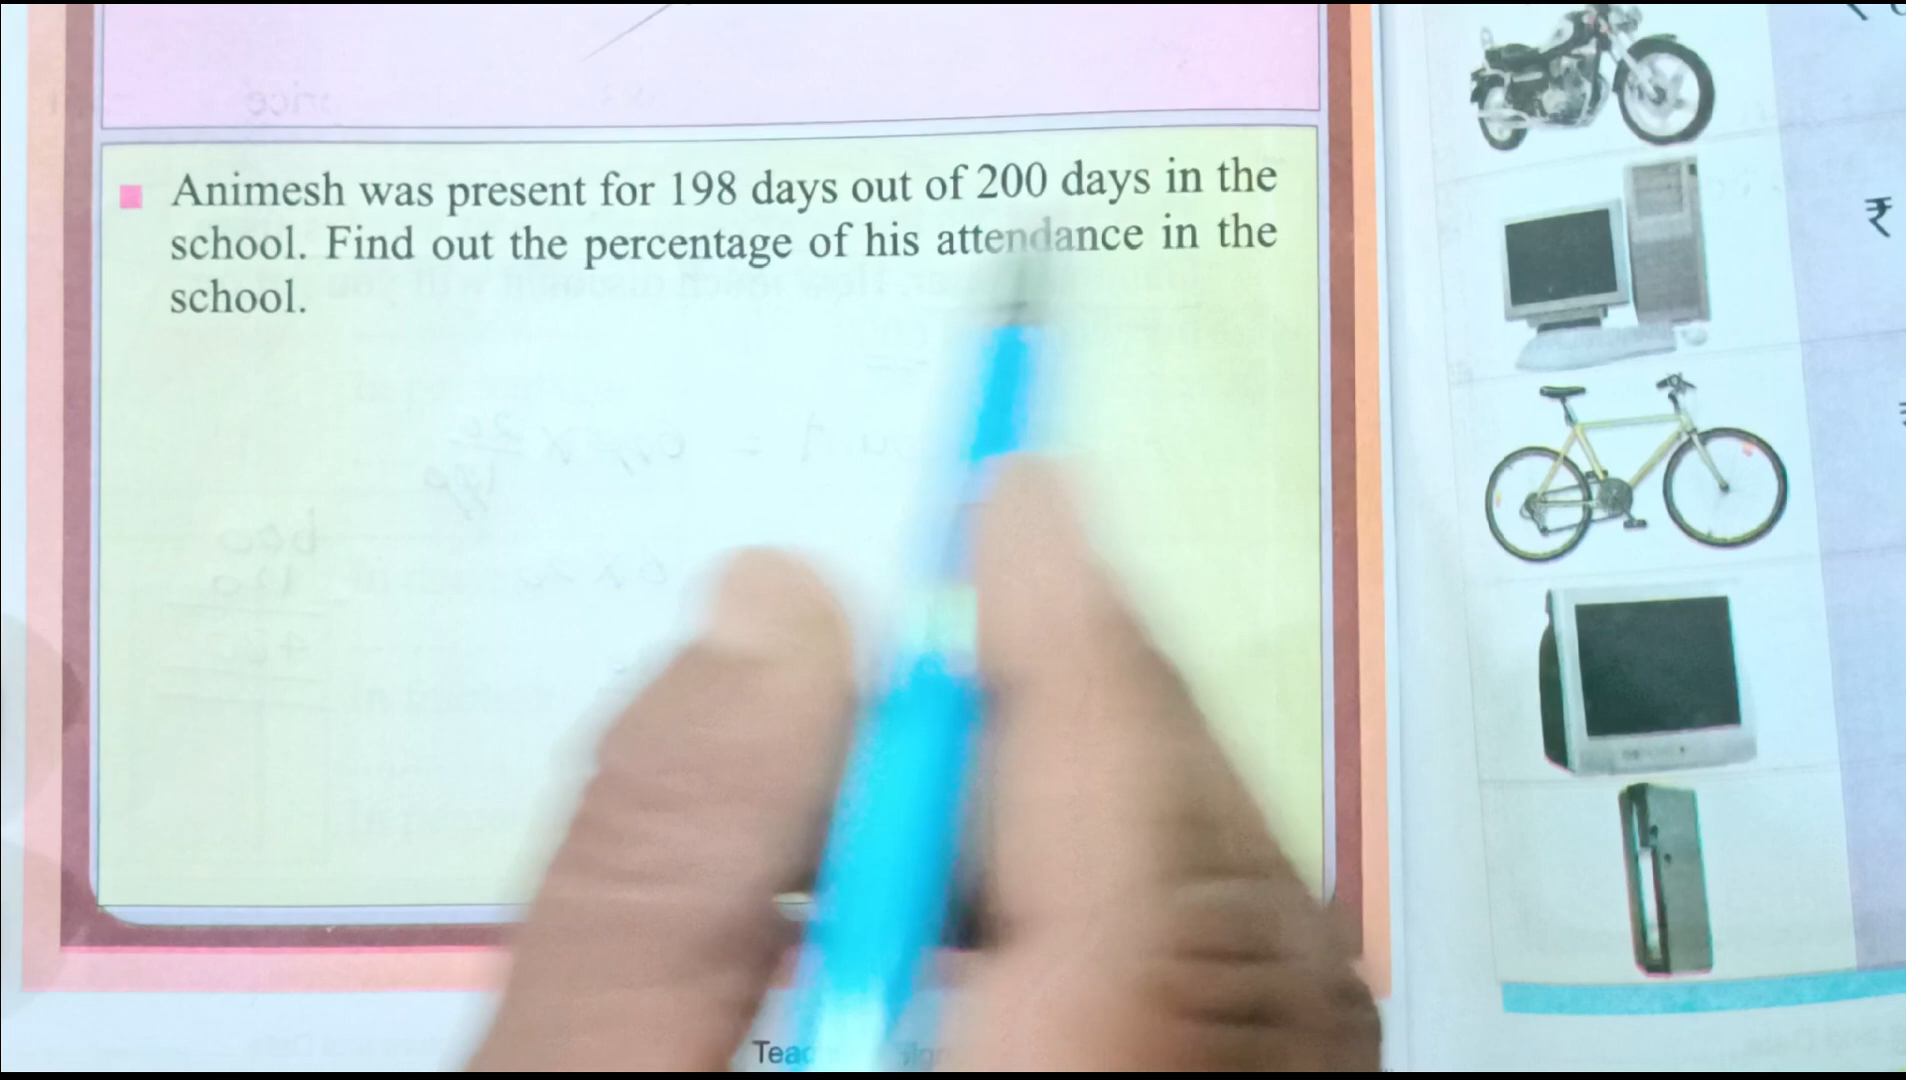 Animesh was present for 198 days out of 200 days in the
school. Find out the percentage of his attendance in the
school.
₹